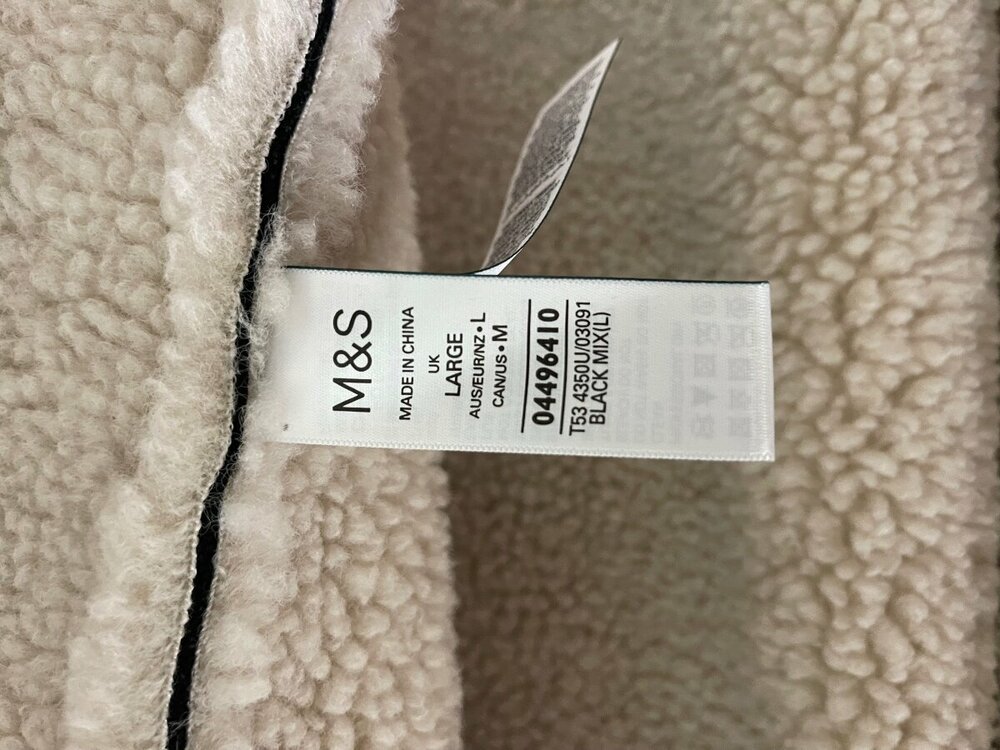 M&S
MADE IN CHINA
UK
LARGE
AUS/EUR/NZ•L
CAN/US•M
04496410
T53 4350U/03091
BLACK MIX(L)